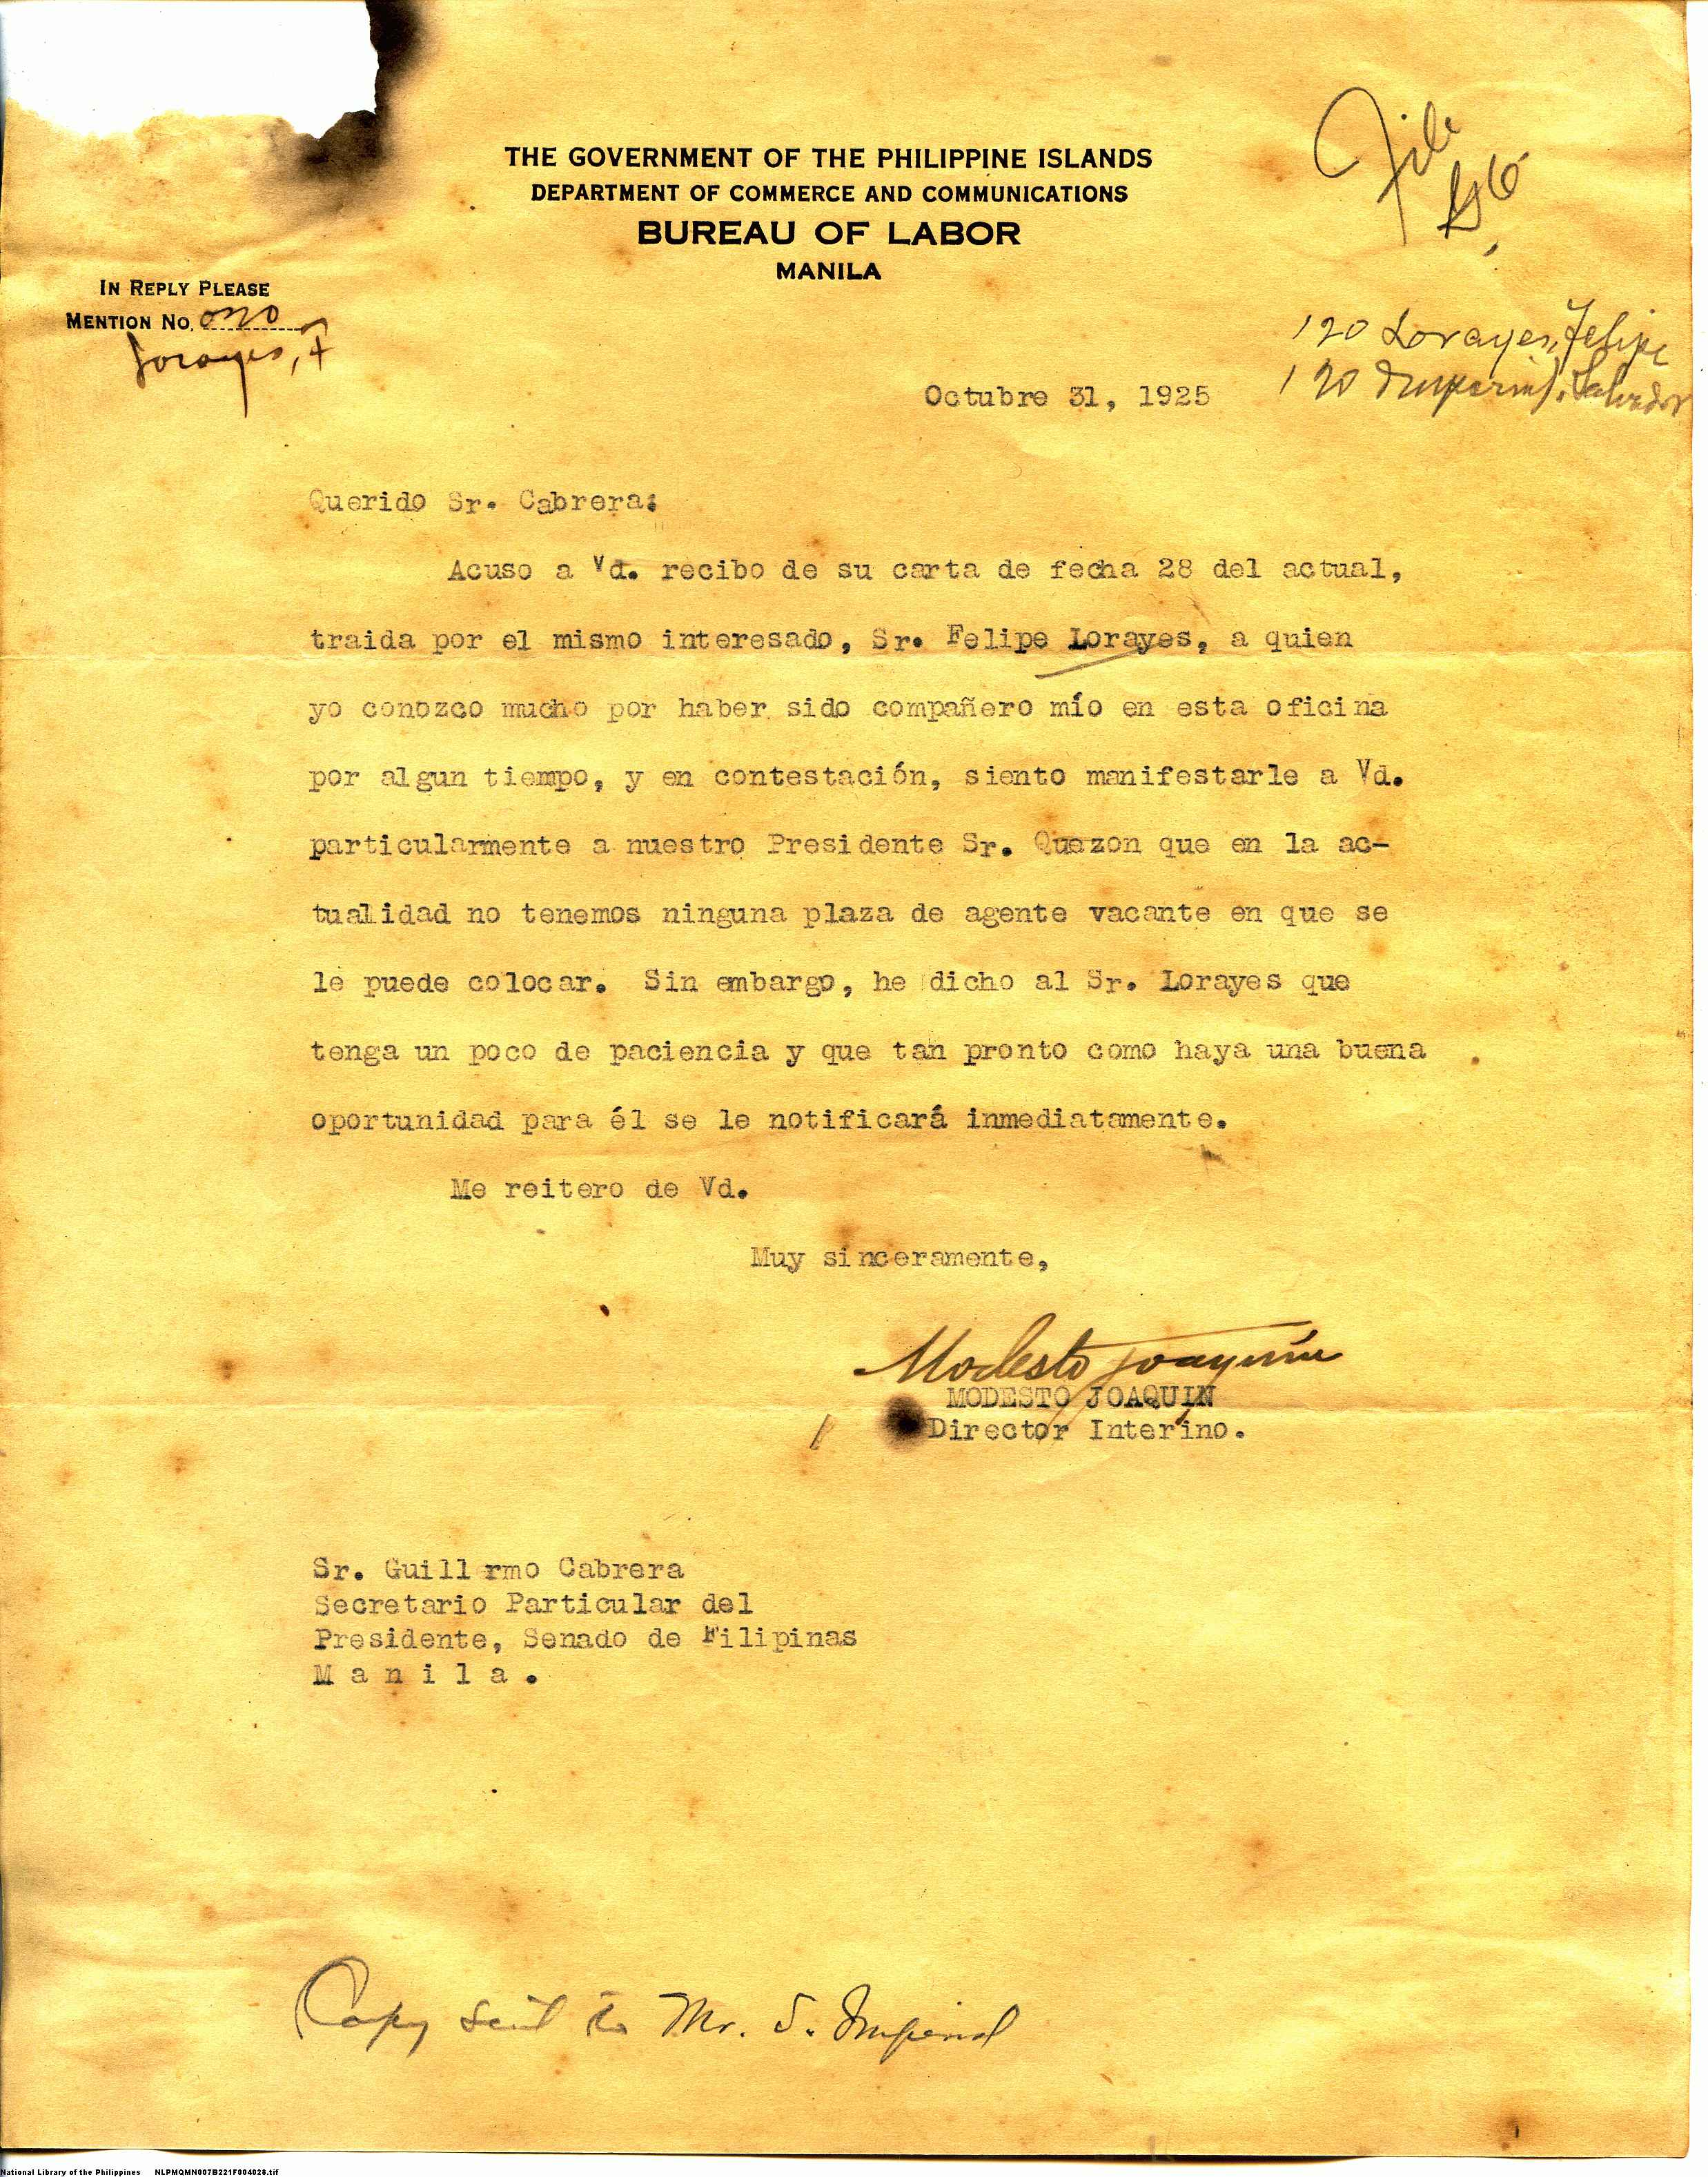 File
THE GOVERNMENT OF THE PHILIPPINE ISLANDS
DEPARTMENT OF COMMERCE AND COMMUNICATIONS
BUREAU OF LABOR
MANILA
IN REPLY PLEASE
MENTION NO.
Lorayes, F
120 Lorayes, Felipe
120 Imperial, Salvador
Octubre 31, 1925
Querido Sr. Cabrera:
Acuso a Vd. recibo de su carta de fecha 28 del actual,
traida por el mismo interesado, Sr. Felipe Lorayes, a quien
yo conozco mucho por haber sido compañero mío en esta oficina
por algun tiempo, y en contestación, siento manifestarle a Vd.
particularmente a nuestro Presidente Sr. Quezon que en la ac-
tualidad no tenemos ninguna plaza de agente vacante en que se
le puede colocar. Sin embargo, he dicho al Sr. Lorayes que
tenga un poco de paciencia y que tan pronto como haya una buena
oportunidad para él se le notificará inmediatamente.
Me reitero de Vd.
Muy sinceramente,
Modesto Joaquin
MODESTO JOAQUIN
Director Interino.
Sr. Guill rmo Cabrera
Secretario Particular del
Presidente, Senado de Filipinas
M a n i l a .
Copy sent to Mr. S. Imperial
National Library of the Philippines NLPMQMN007B221F004028.tif